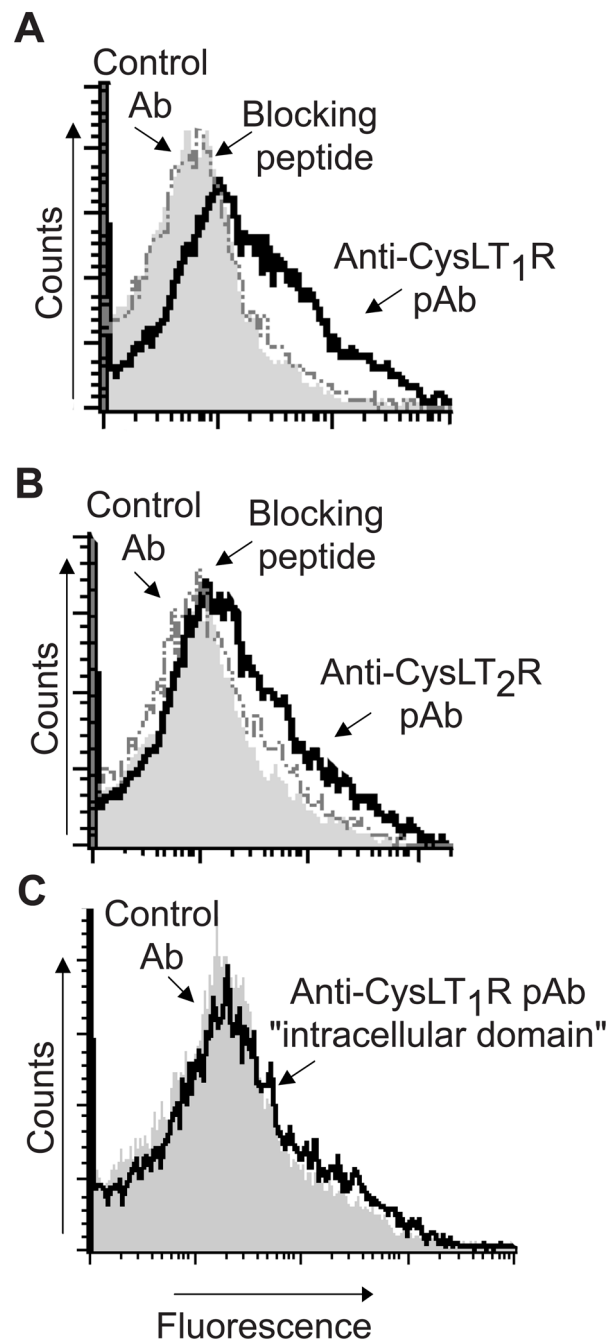 A
Control
Ab
Blocking
peptide
Anti-CysLT1R
pAb
Counts
B
Control
Ab
Blocking
peptide
Anti-CysLT2R
pAb
Counts
C
Control
Ab
Anti-CysLT1R pAb
"intracellular domain"
Counts
Fluorescence